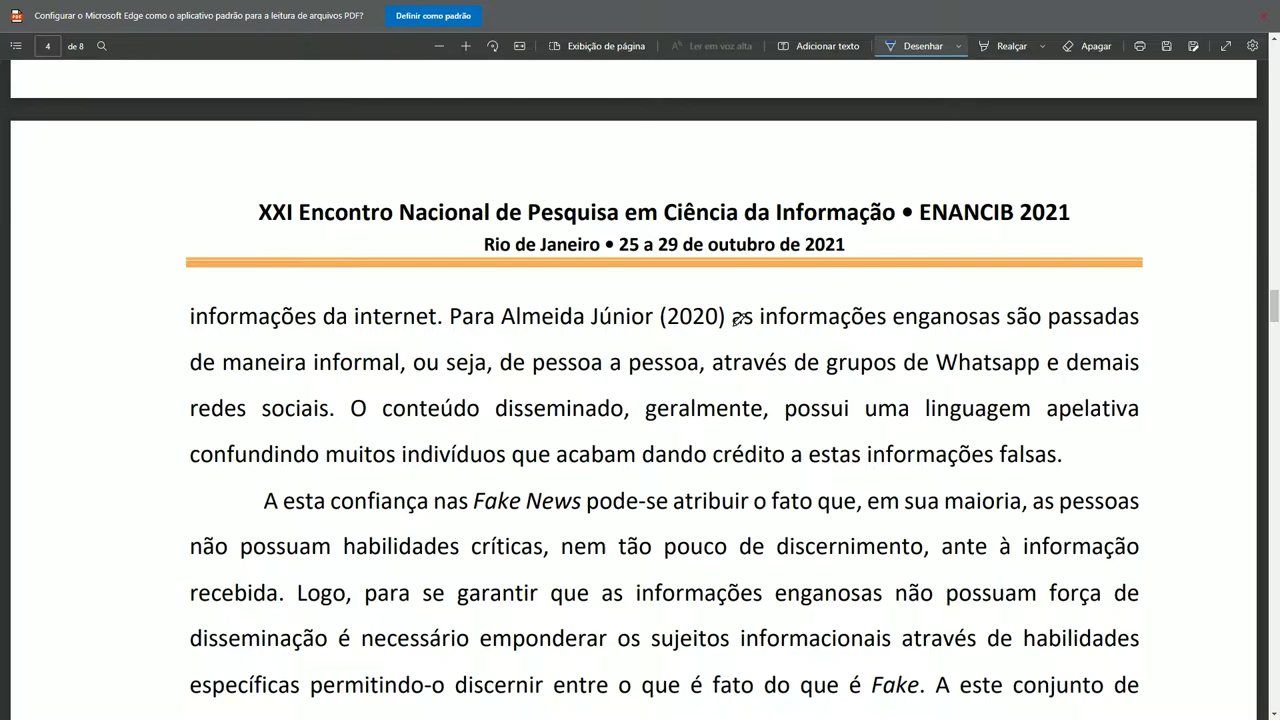 Configurar o Microsoft Edge como o aplicativo padrão para a leitura de arquivos PDF? Definir como padrão
4 de 8 Exibição de página Ler em voz alta Adicionar texto Desenhar Realçar Apagar
XXI Encontro Nacional de Pesquisa em Ciência da Informação • ENANCIB 2021
Rio de Janeiro • 25 a 29 de outubro de 2021
informações da internet. Para Almeida Júnior (2020) as informações enganosas são passadas
de maneira informal, ou seja, de pessoa a pessoa, através de grupos de Whatsapp e demais
redes sociais. O conteúdo disseminado, geralmente, possui uma linguagem apelativa
confundindo muitos indivíduos que acabam dando crédito a estas informações falsas.
A esta confiança nas Fake News pode-se atribuir o fato que, em sua maioria, as pessoas
não possuam habilidades críticas, nem tão pouco de discernimento, ante à informação
recebida. Logo, para se garantir que as informações enganosas não possuam força de
disseminação é necessário emponderar os sujeitos informacionais através de habilidades
específicas permitindo-o discernir entre o que é fato do que é Fake. A este conjunto de